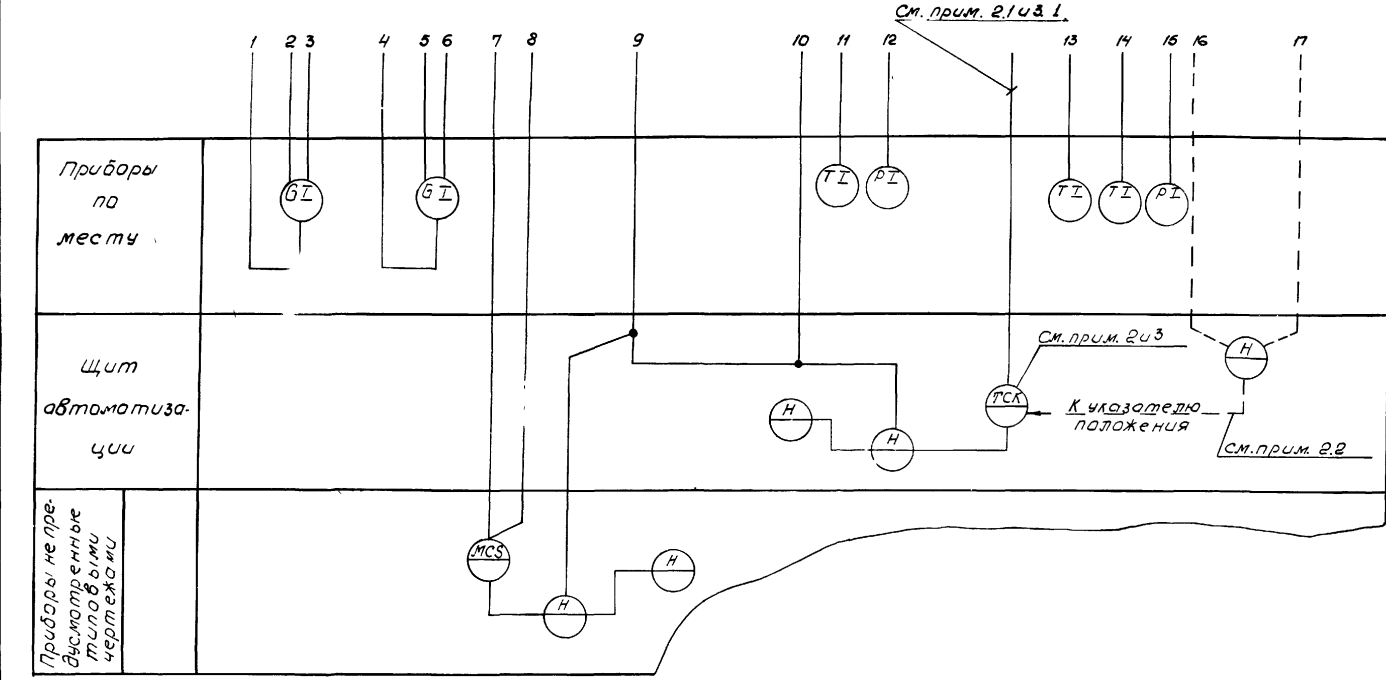 См. прим. 2.1 и 3.1.
1 2 3 4 5 6 7 8 9 10 11 12 13 14 15 16 17
Приборы
по
месту
GI GI TI PI TI TI PI
Щит
автоматиза-
ции
См. прим. 2 и 3
H
H
H
TCK
К указателю
положения
См. прим. 2.2
Приборы не пре-
дусмотренные
типовыми
чертежами
MCS
H
H